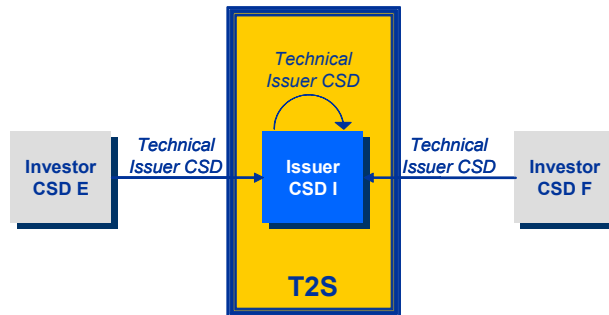 Technical
Issuer CSD
Technical
Issuer CSD
Technical
Issuer CSD
Investor
CSD E
Issuer
CSD I
Investor
CSD F
T2S